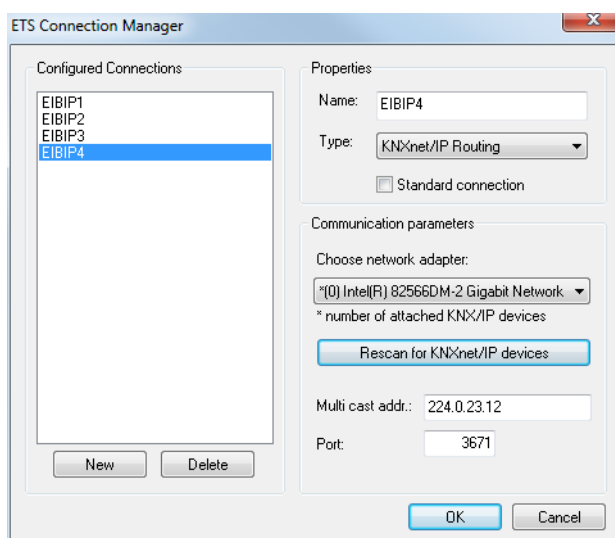 ETS Connection Manager
Configured Connections
EIBIP1
EIBIP2
EIBIP3
EIBIP4
New
Delete
Properties
Name: EIBIP4
Type: KNXnet/IP Routing
Standard connection
Communication parameters
Choose network adapter:
*(0) Intel(R) 82566DM-2 Gigabit Network
* number of attached KNX/IP devices
Rescan for KNXnet/IP devices
Multi cast addr.: 224.0.23.12
Port: 3671
OK
Cancel